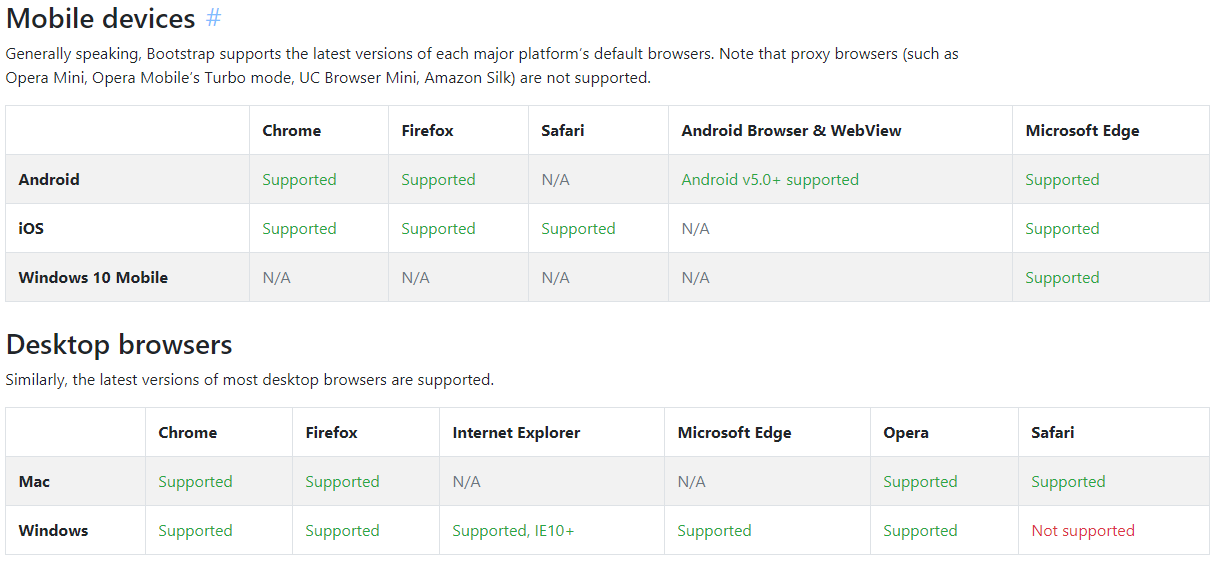 Mobile devices #
Generally speaking, Bootstrap supports the latest versions of each major platform's default browsers. Note that proxy browsers (such as
Opera Mini, Opera Mobile's Turbo mode, UC Browser Mini, Amazon Silk) are not supported.
Chrome Firefox Safari Android Browser & WebView Microsoft Edge
Android Supported Supported N/A Android v5.0+ supported Supported
iOS Supported Supported Supported N/A Supported
Windows 10 Mobile N/A N/A N/A N/A Supported
Desktop browsers
Similarly, the latest versions of most desktop browsers are supported.
Chrome Firefox Internet Explorer Microsoft Edge Opera Safari
Mac Supported Supported N/A N/A Supported Supported
Windows Supported Supported Supported, IE10+ Supported Supported Not supported